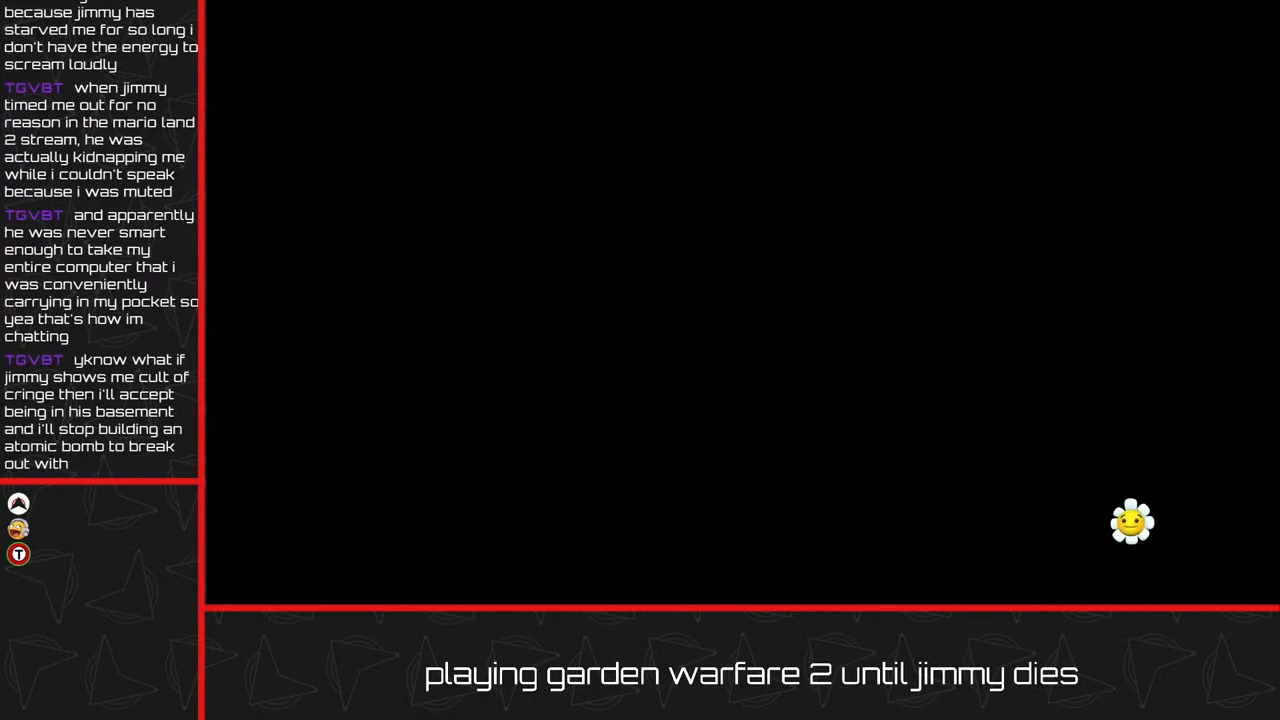 because jimmy has
starved me for so long i
don't have the energy to
scream loudly
TGVBT when jimmy
timed me out for no
reason in the mario land
2 stream, he was
actually kidnapping me
while i couldn't speak
because i was muted
TGVBT and apparently
he was never smart
enough to take my
entire computer that i
was conveniently
carrying in my pocket so
yea that's how im
chatting
TGVBT yknow what if
jimmy shows me cult of
cringe then i'll accept
being in his basement
and i'll stop building an
atomic bomb to break
out with
T
playing garden warfare 2 until jimmy dies